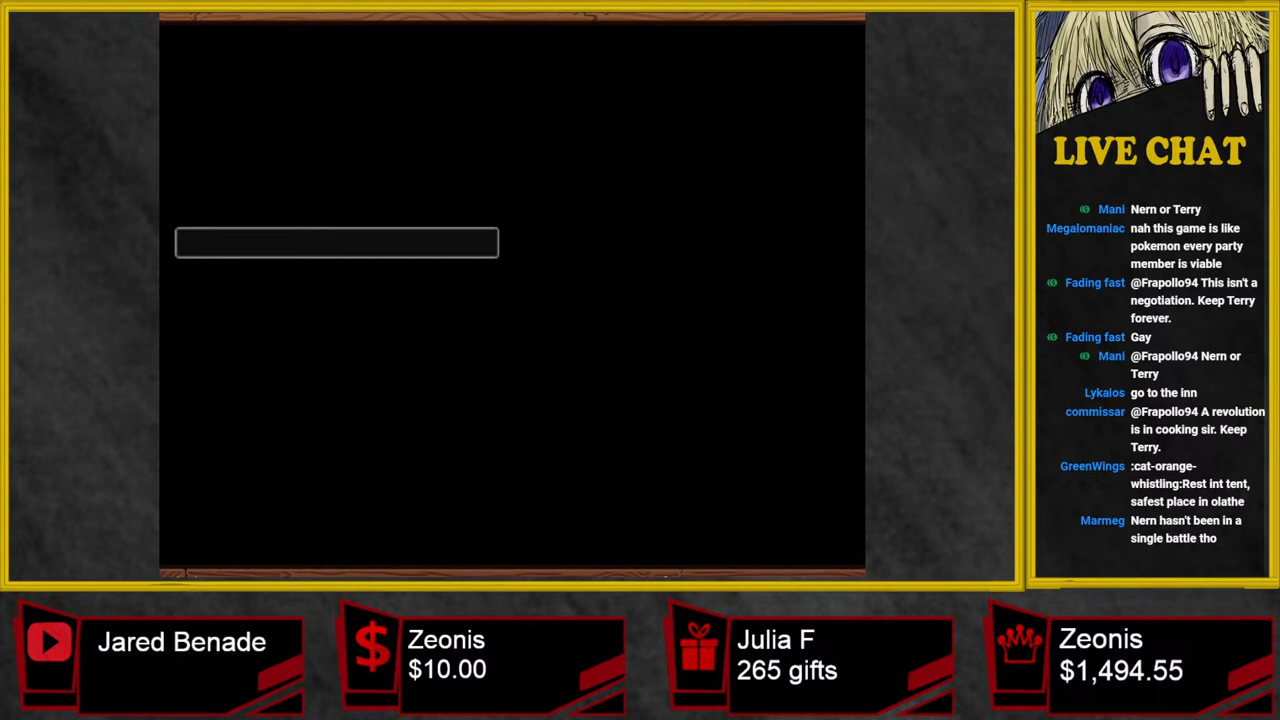 LIVE CHAT
Mani Nern or Terry
Megalomaniac nah this game is like
pokemon every party
member is viable
Fading fast @Frapollo94 This isn't a
negotiation. Keep Terry
forever.
Fading fast Gay
Mani @Frapollo94 Nern or
Terry
Lykaios go to the inn
commissar @Frapollo94 A revolution
is in cooking sir. Keep
Terry.
GreenWings :cat-orange-
whistling:Rest int tent,
safest place in olathe
Marmeg Nern hasn't been in a
single battle tho
Jared Benade
Zeonis
$10.00
Julia F
265 gifts
Zeonis
$1,494.55